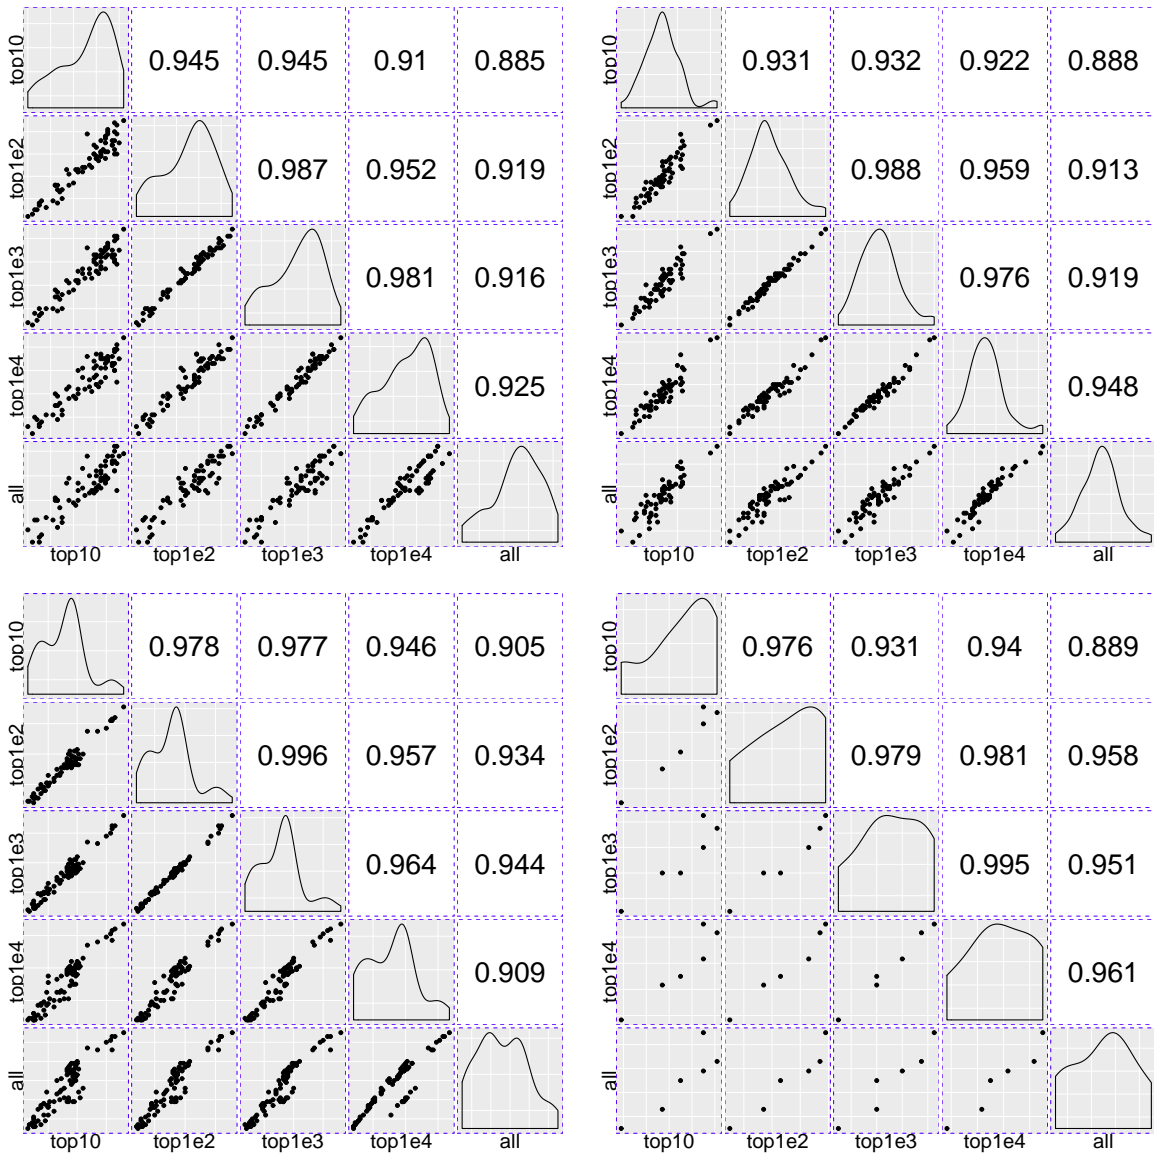 top10 0.945 0.945 0.91 0.885
top1e2 0.987 0.952 0.919
top1e3 0.981 0.916
top1e4 0.925
all
top10 top1e2 top1e3 top1e4 all
top10 0.931 0.932 0.922 0.888
top1e2 0.988 0.959 0.913
top1e3 0.976 0.919
top1e4 0.948
all
top10 top1e2 top1e3 top1e4 all
top10 0.978 0.977 0.946 0.905
top1e2 0.996 0.957 0.934
top1e3 0.964 0.944
top1e4 0.909
all
top10 top1e2 top1e3 top1e4 all
top10 0.976 0.931 0.94 0.889
top1e2 0.979 0.981 0.958
top1e3 0.995 0.951
top1e4 0.961
all
top10 top1e2 top1e3 top1e4 all